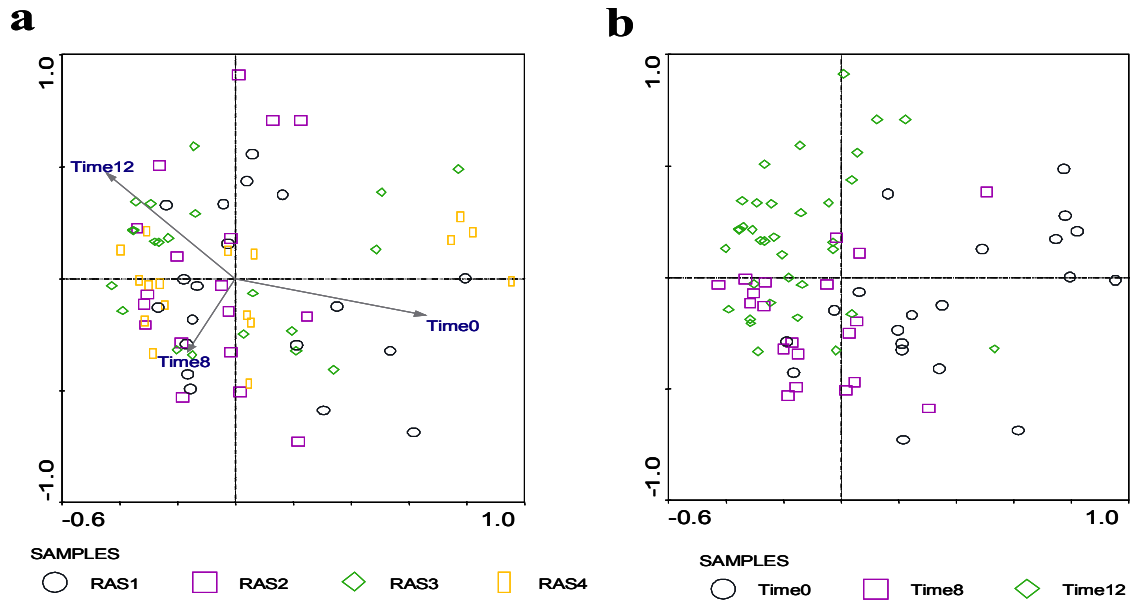 a
b
1.0
1.0
Time12
Time0
Time8
-1.0
-1.0
-0.6
1.0
-0.6
1.0
SAMPLES
RAS1
RAS2
RAS3
RAS4
SAMPLES
Time0
Time8
Time12